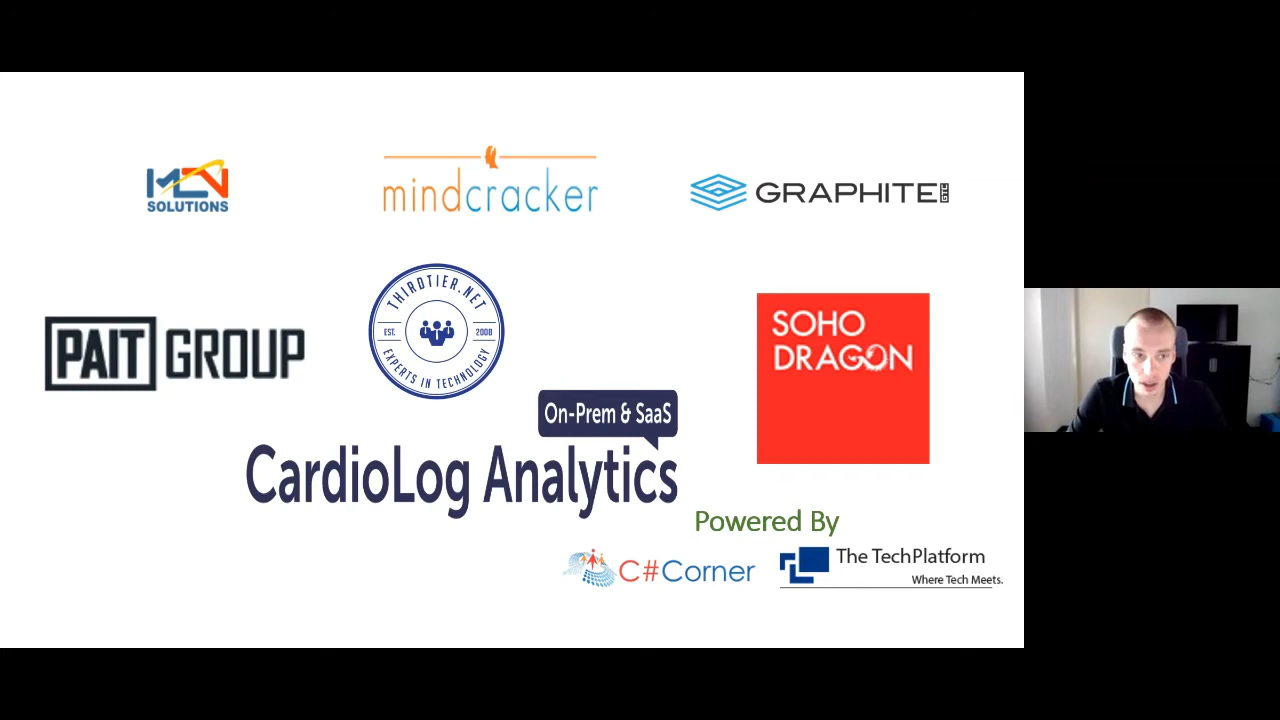 MCN
SOLUTIONS
mindcracker
GRAPHITE GTC
PAIT GROUP
THIRDTIER.NET
EST. 2008
EXPERTS IN TECHNOLOGY
SOHO
DRAGON
On-Prem & SaaS
CardioLog Analytics
Powered By
C#Corner
The TechPlatform
Where Tech Meets.